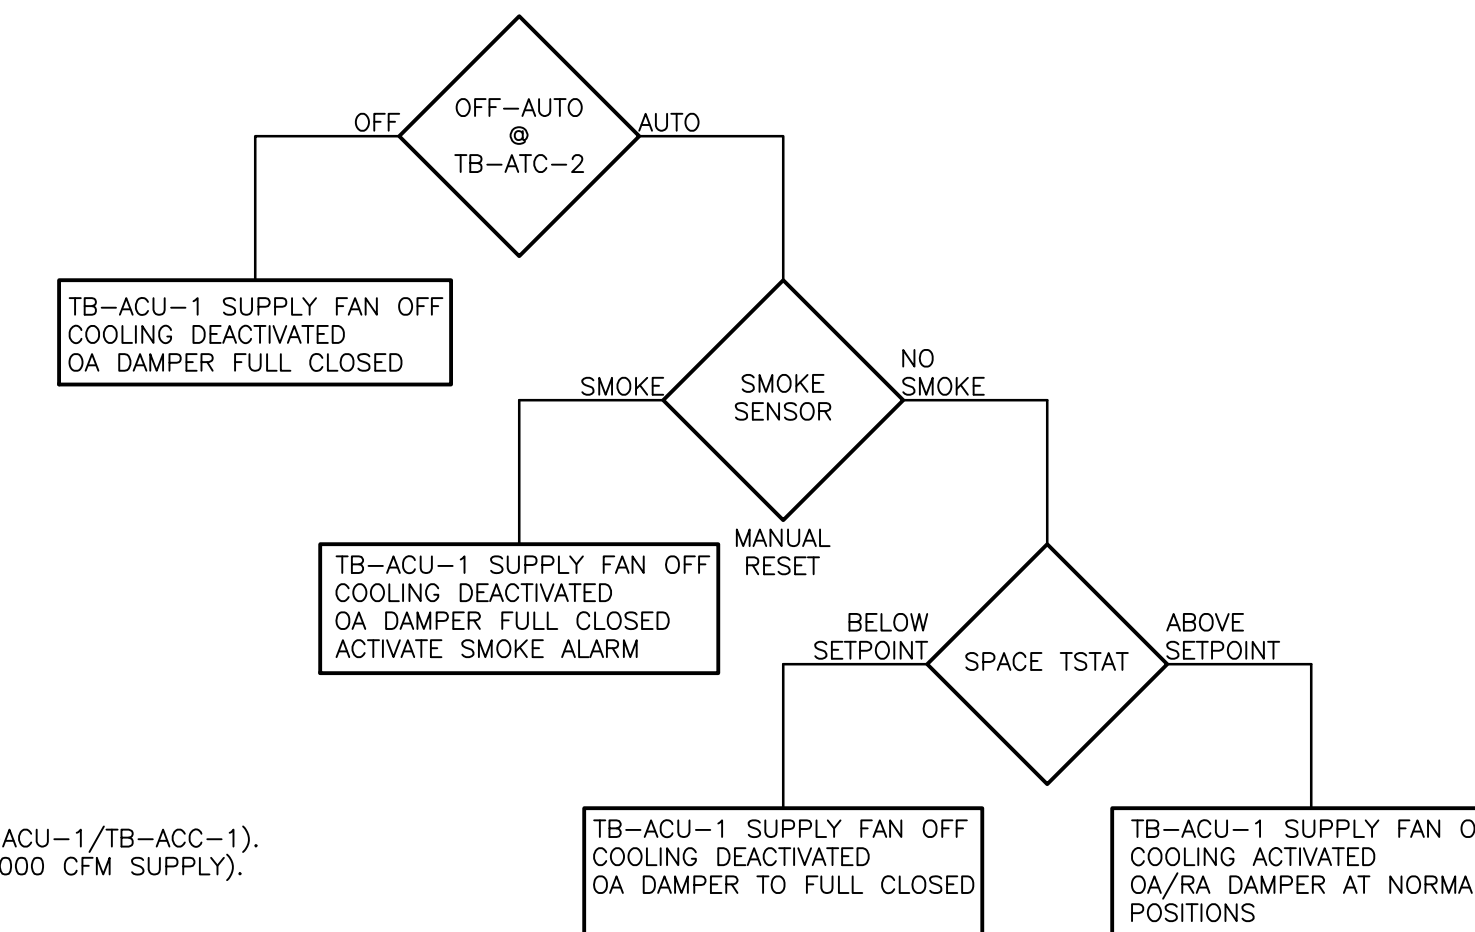 OFF-AUTO
@
TB-ATC-2
OFF
AUTO
TB-ACU-1 SUPPLY FAN OFF
COOLING DEACTIVATED
OA DAMPER FULL CLOSED
SMOKE
SENSOR
SMOKE
NO
SMOKE
MANUAL
RESET
TB-ACU-1 SUPPLY FAN OFF
COOLING DEACTIVATED
OA DAMPER FULL CLOSED
ACTIVATE SMOKE ALARM
BELOW
SETPOINT
SPACE TSTAT
ABOVE
SETPOINT
TB-ACU-1 SUPPLY FAN OFF
COOLING DEACTIVATED
OA DAMPER TO FULL CLOSED
TB-ACU-1 SUPPLY FAN
COOLING ACTIVATED
OA/RA DAMPER AT
POSITIONS
ACU-1/TB-ACC-1).
000 CFM SUPPLY).